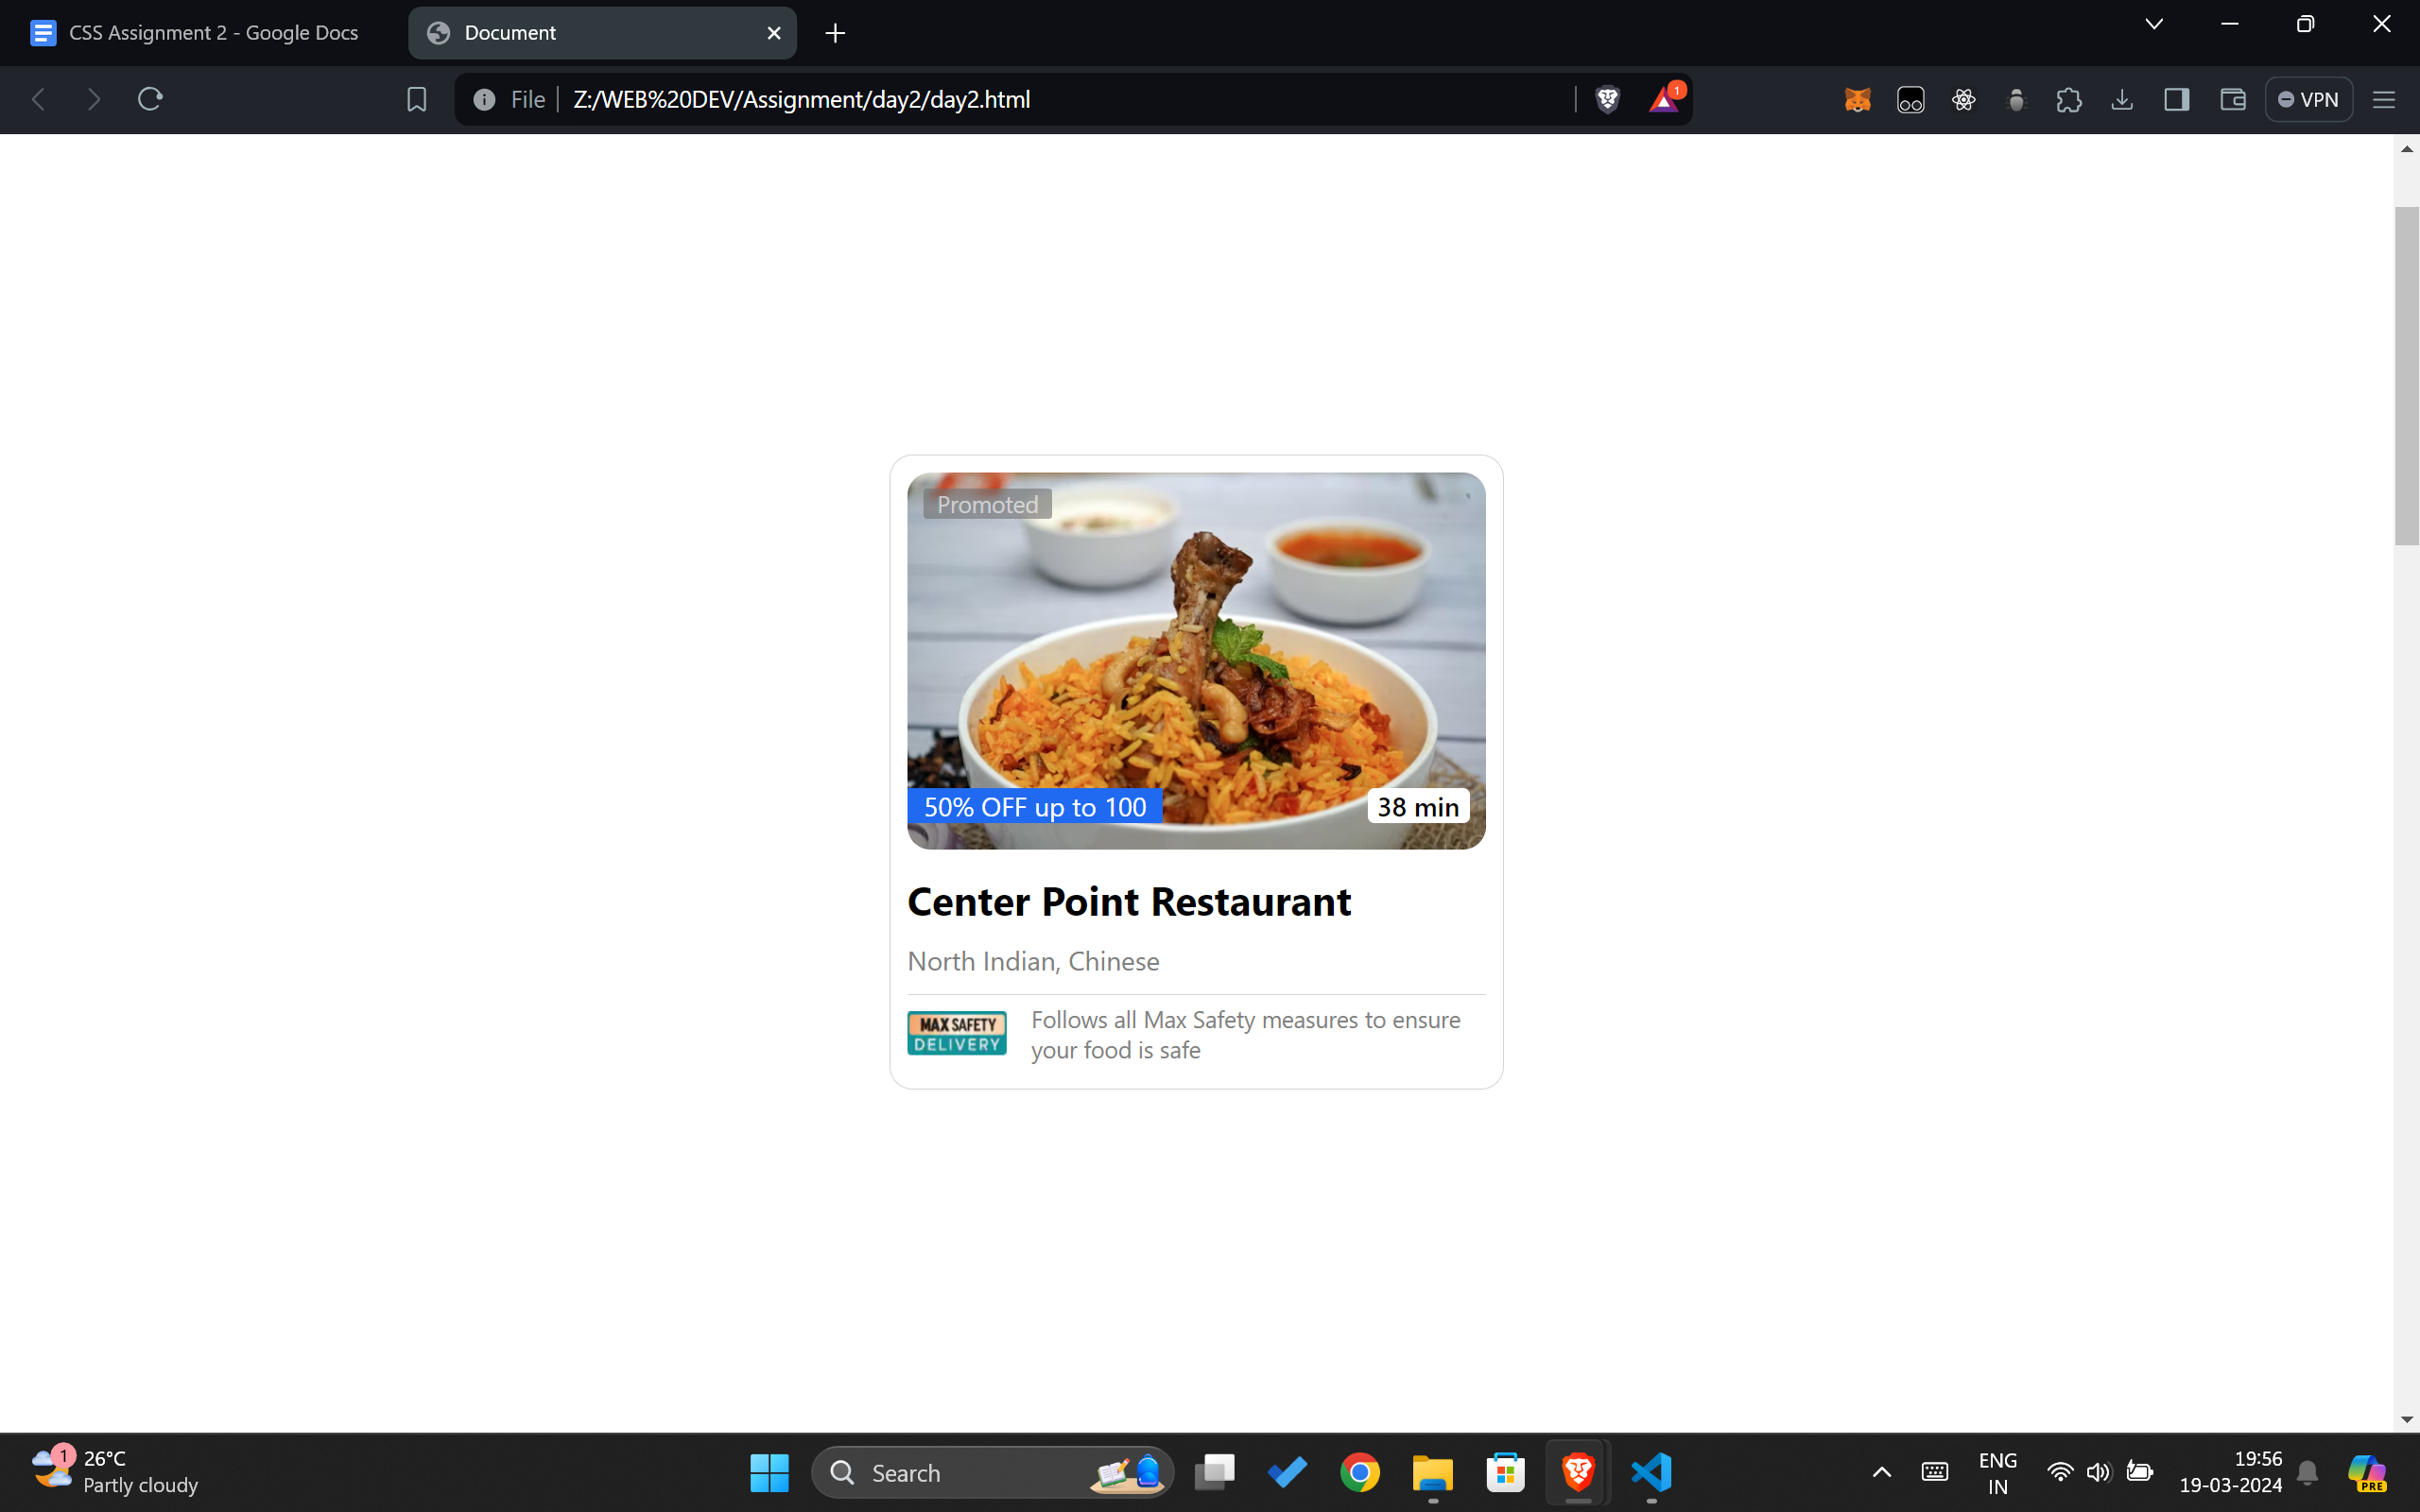 CSS Assignment 2 - Google Docs
Document
File
Z:/WEB%20DEV/Assignment/day2/day2.html
1
VPN
Promoted
50% OFF up to 100
38 min
Center Point Restaurant
North Indian, Chinese
MAX SAFETY
DELIVERY
Follows all Max Safety measures to ensure
your food is safe
1
26°C
Partly cloudy
Search
ENG
IN
19:56
19-03-2024
PRE